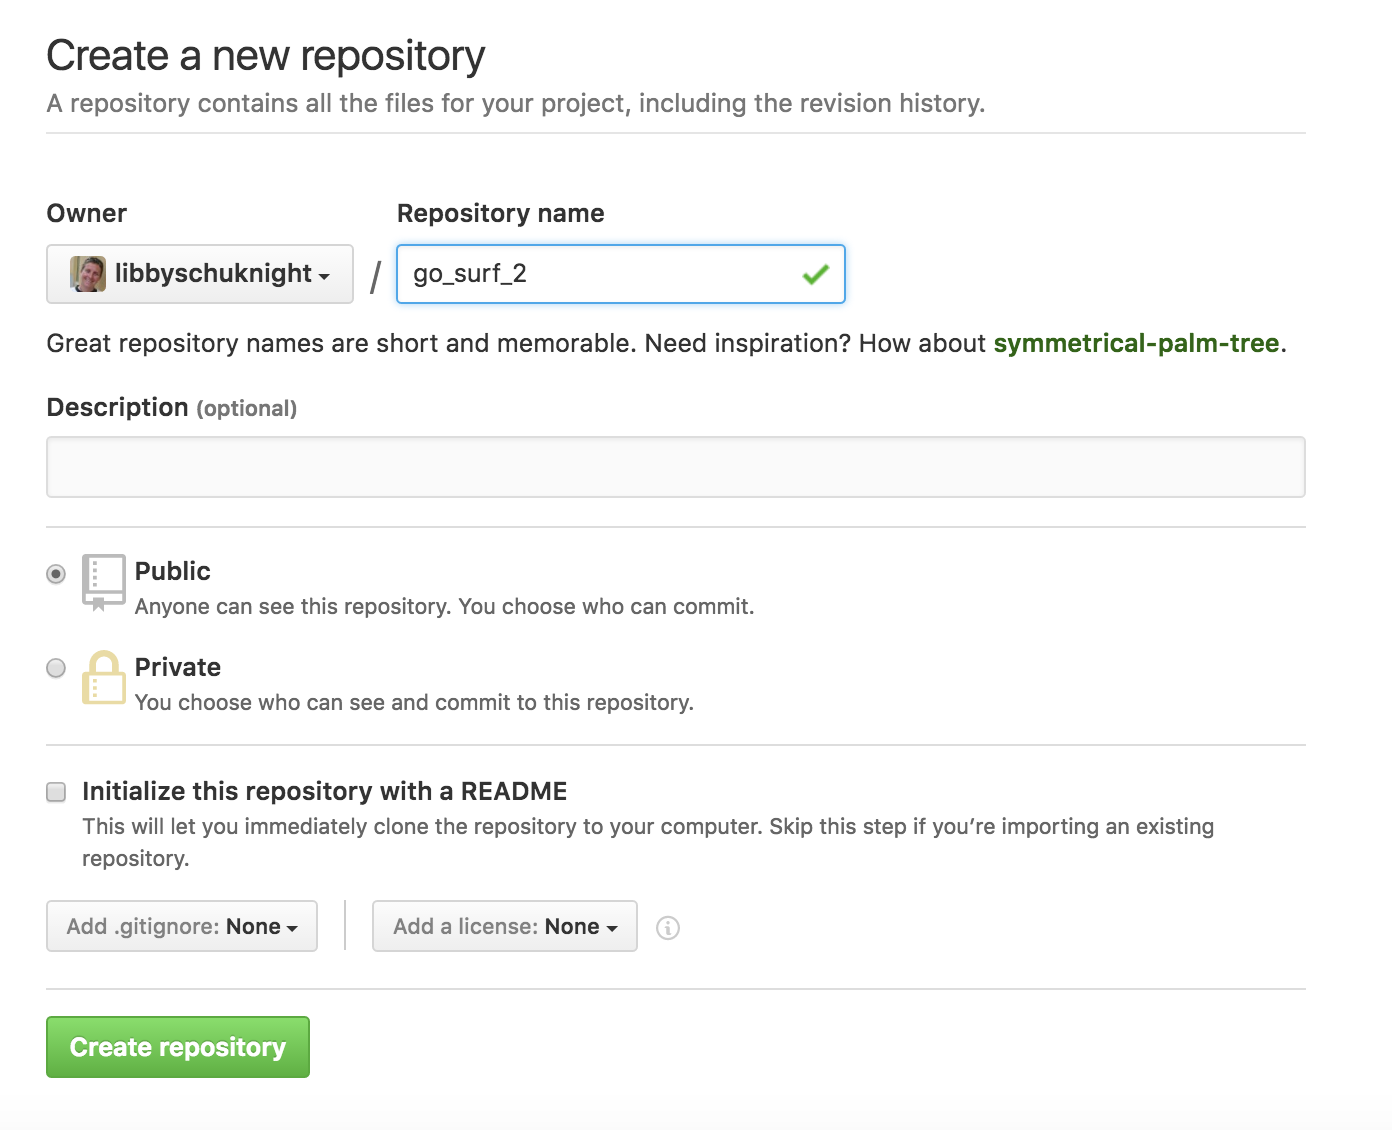 Create a new repository
A repository contains all the files for your project, including the revision history.
Owner
Repository name
libbyschuknight
/
go_surf_2
Great repository names are short and memorable. Need inspiration? How about symmetrical-palm-tree.
Description (optional)
Public
Anyone can see this repository. You choose who can commit.
Private
You choose who can see and commit to this repository.
Initialize this repository with a README
This will let you immediately clone the repository to your computer. Skip this step if you’re importing an existing
repository.
Add .gitignore: None
Add a license: None
Create repository